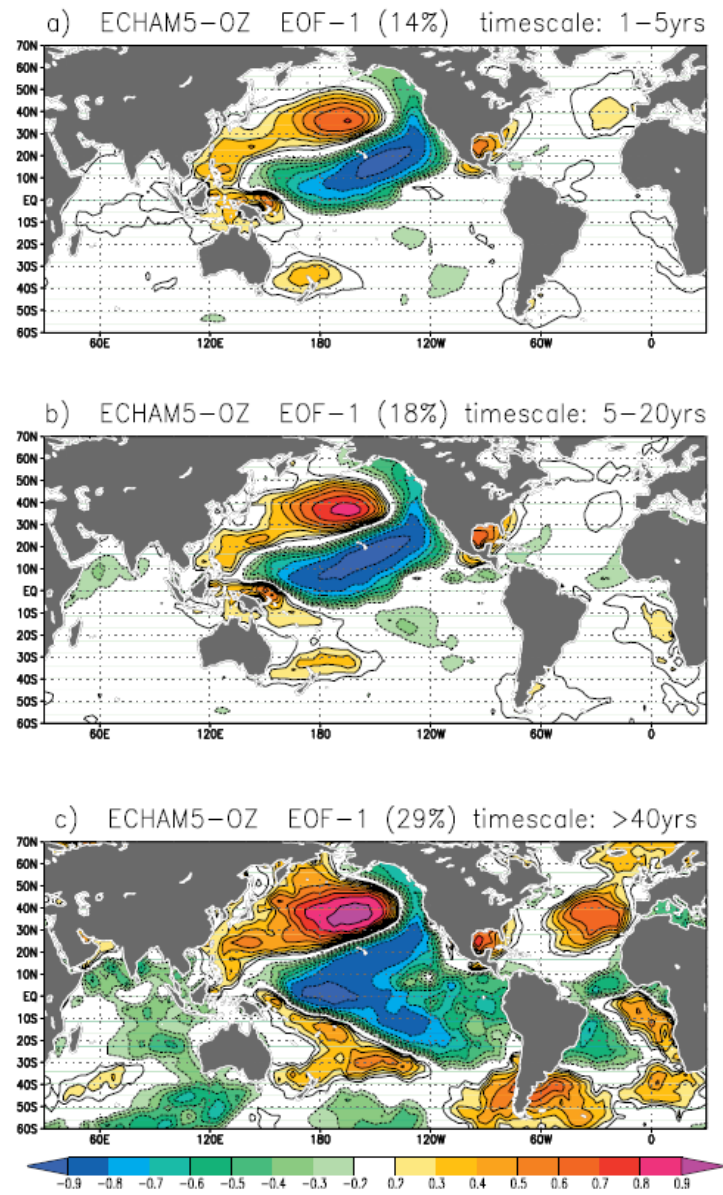 a) ECHAM5-OZ EOF-1 (14%) timescale: 1-5yrs
70N
60N
50N
40N
30N
20N
10N
EQ
10S
20S
30S
40S
50S
60S
60E 120E 180 120W 60W 0
b) ECHAM5-OZ EOF-1 (18%) timescale: 5-20yrs
70N
60N
50N
40N
30N
20N
10N
EQ
10S
20S
30S
40S
50S
60S
60E 120E 180 120W 60W 0
c) ECHAM5-OZ EOF-1 (29%) timescale: >40yrs
70N
60N
50N
40N
30N
20N
10N
EQ
10S
20S
30S
40S
50S
60S
60E 120E 180 120W 60W 0
-0.9 -0.8 -0.7 -0.6 -0.5 -0.4 -0.3 -0.2 0.2 0.3 0.4 0.5 0.6 0.7 0.8 0.9